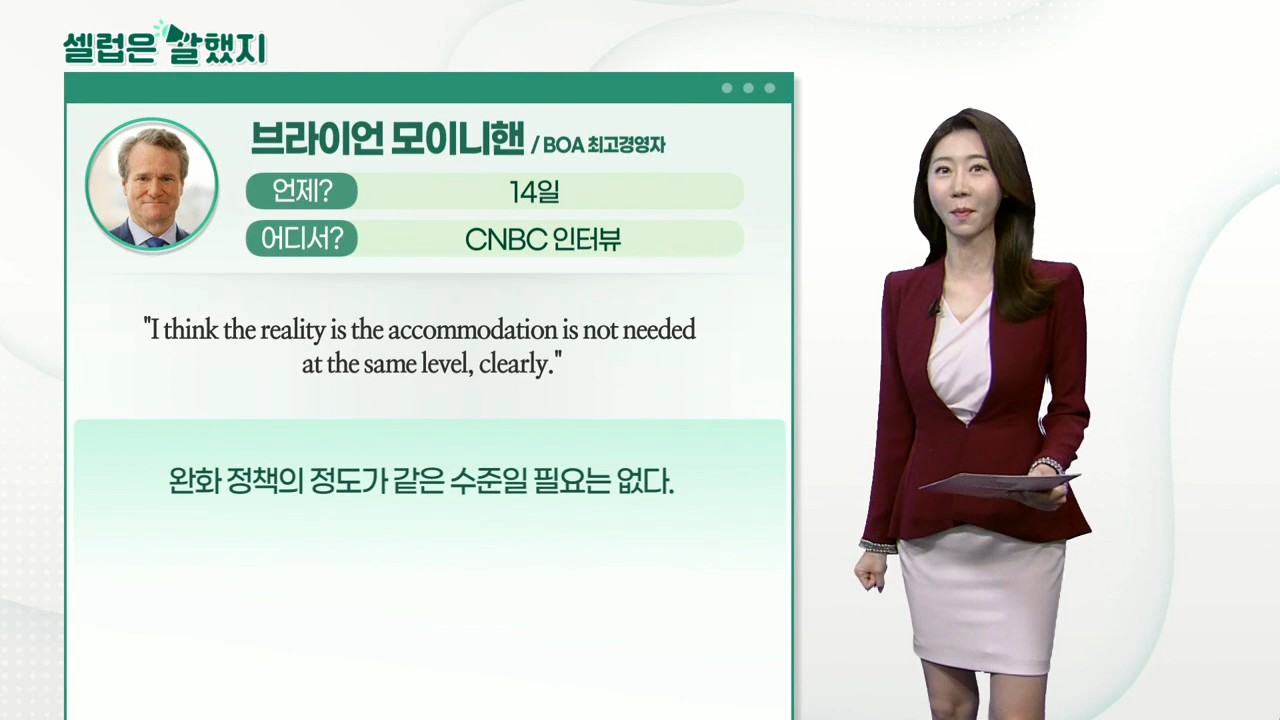 셀럽은 말했지
브라이언 모이니핸 / BOA 최고경영자
언제? 14일
어디서? CNBC 인터뷰
"I think the reality is the accommodation is not needed
at the same level, clearly."
완화 정책의 정도가 같은 수준일 필요는 없다.